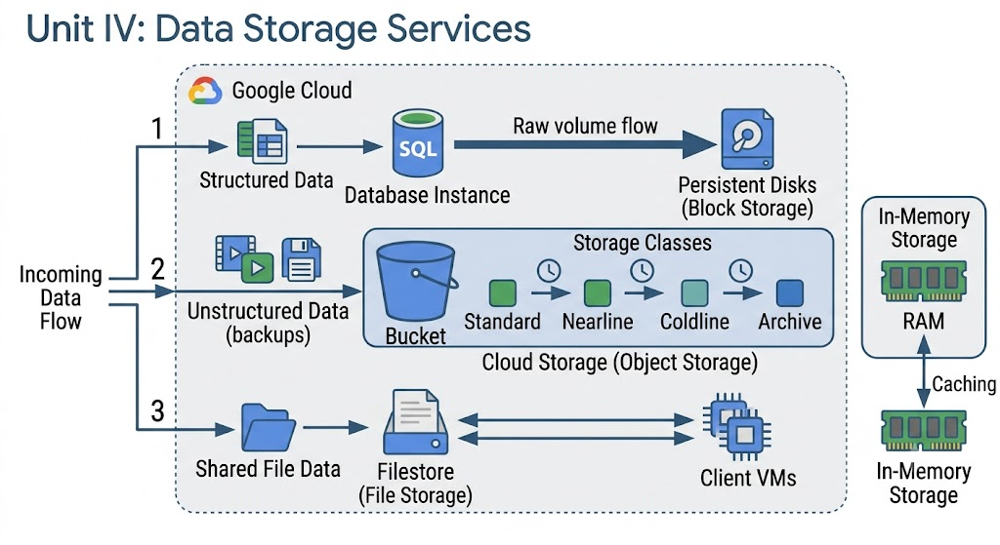 Unit IV: Data Storage Services
Google Cloud
1
Structured Data
SQL
Database Instance
Raw volume flow
Persistent Disks
(Block Storage)
Incoming
Data
Flow
2
Unstructured Data
(backups)
Bucket
Storage Classes
Standard
Nearline
Coldline
Archive
Cloud Storage (Object Storage)
3
Shared File Data
Filestore
(File Storage)
Client VMs
In-Memory
Storage
RAM
Caching
In-Memory
Storage